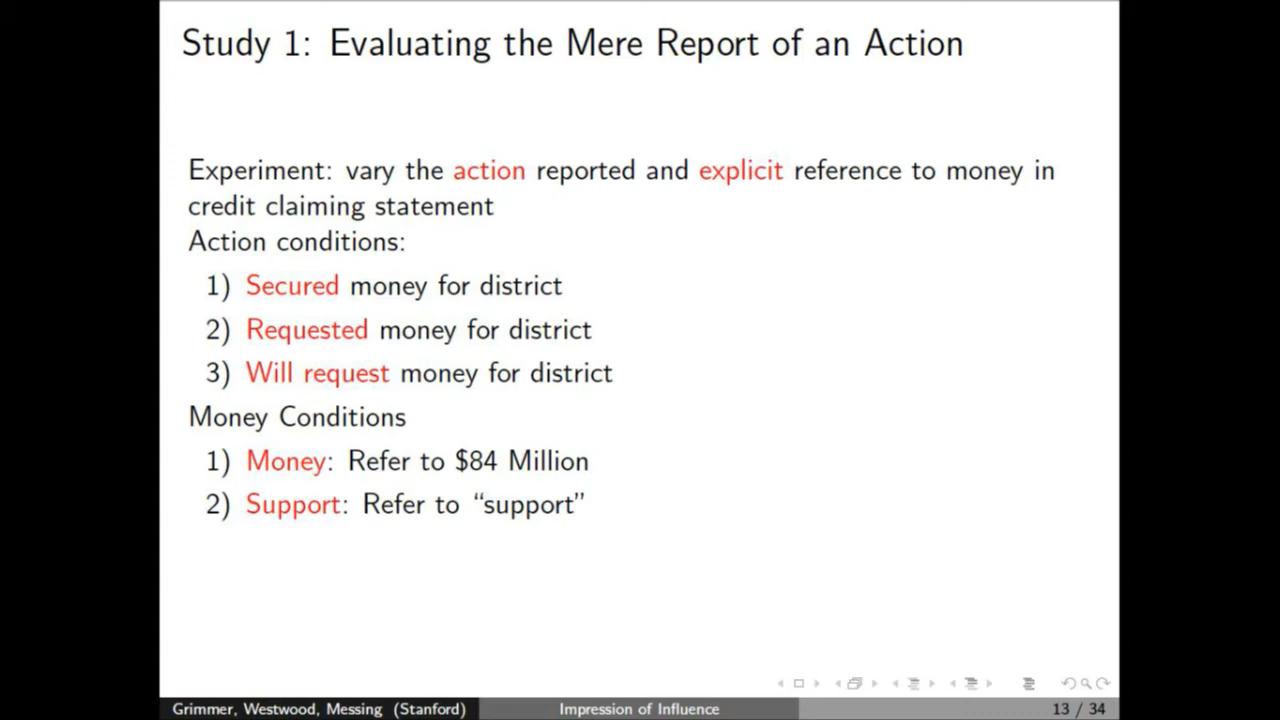 Study 1: Evaluating the Mere Report of an Action
Experiment: vary the action reported and explicit reference to money in
credit claiming statement
Action conditions:
1) Secured money for district
2) Requested money for district
3) Will request money for district
Money Conditions
1) Money: Refer to $84 Million
2) Support: Refer to “support”
Grimmer, Westwood, Messing (Stanford)
Impression of Influence
13 / 34